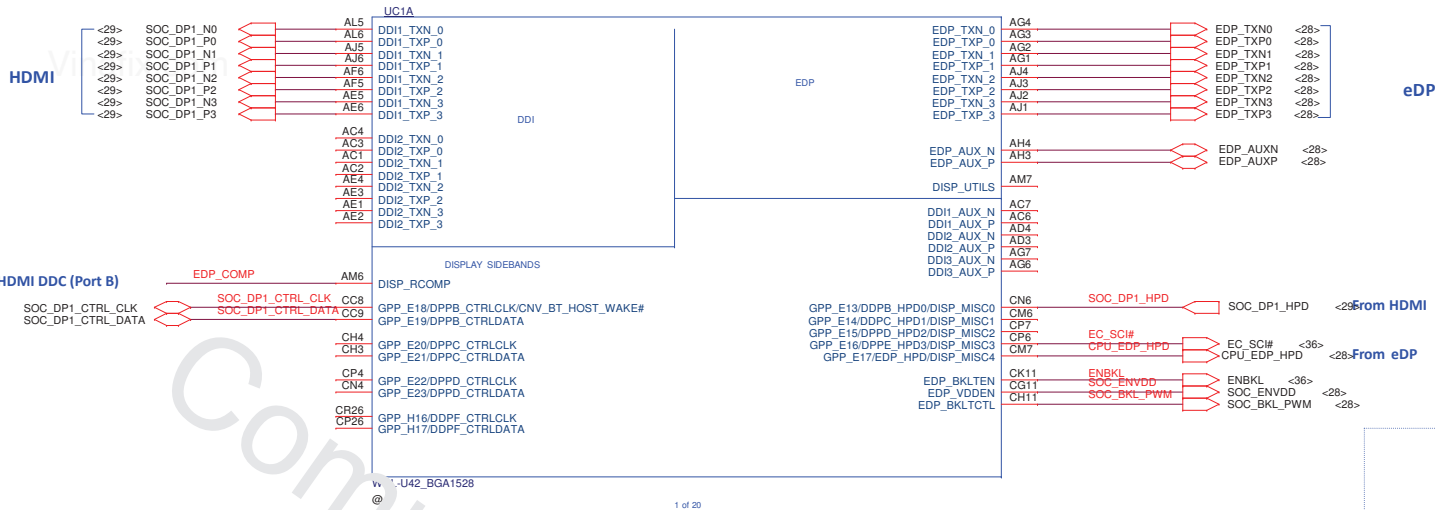 UC1A
HDMI
<29> SOC_DP1_N0 AL5 DDI1_TXN_0
<29> SOC_DP1_P0 AL6 DDI1_TXP_0
<29> SOC_DP1_N1 AJ5 DDI1_TXN_1
<29> SOC_DP1_P1 AJ6 DDI1_TXP_1
<29> SOC_DP1_N2 AF6 DDI1_TXN_2
<29> SOC_DP1_P2 AF5 DDI1_TXP_2
<29> SOC_DP1_N3 AE5 DDI1_TXN_3
<29> SOC_DP1_P3 AE6 DDI1_TXP_3
AC4 DDI2_TXN_0
AC3 DDI2_TXP_0
AC1 DDI2_TXN_1
AC2 DDI2_TXP_1
AE4 DDI2_TXN_2
AE3 DDI2_TXP_2
AE1 DDI2_TXN_3
AE2 DDI2_TXP_3
DDI
EDP
EDP_TXN_0 AG4 EDP_TXN0 <28>
EDP_TXP_0 AG3 EDP_TXP0 <28>
EDP_TXN_1 AG2 EDP_TXN1 <28>
EDP_TXP_1 AG1 EDP_TXP1 <28>
EDP_TXN_2 AJ4 EDP_TXN2 <28>
EDP_TXP_2 AJ3 EDP_TXP2 <28>
EDP_TXN_3 AJ2 EDP_TXN3 <28>
EDP_TXP_3 AJ1 EDP_TXP3 <28>
eDP
EDP_AUX_N AH4 EDP_AUXN <28>
EDP_AUX_P AH3 EDP_AUXP <28>
DISP_UTILS AM7
DDI1_AUX_N AC7
DDI1_AUX_P AC6
DDI2_AUX_N AD4
DDI2_AUX_P AD3
DDI3_AUX_N AG7
DDI3_AUX_P AG6
DISPLAY SIDEBANDS
HDMI DDC (Port B)
EDP_COMP AM6 DISP_RCOMP
SOC_DP1_CTRL_CLK SOC_DP1_CTRL_CLK CC8 GPP_E18/DPPB_CTRLCLK/CNV_BT_HOST_WAKE#
SOC_DP1_CTRL_DATA SOC_DP1_CTRL_DATA CC9 GPP_E19/DPPB_CTRLDATA
CH4 GPP_E20/DPPC_CTRLCLK
CH3 GPP_E21/DPPC_CTRLDATA
CP4 GPP_E22/DPPD_CTRLCLK
CN4 GPP_E23/DPPD_CTRLDATA
CR26 GPP_H16/DDPF_CTRLCLK
CP26 GPP_H17/DDPF_CTRLDATA
GPP_E13/DDPB_HPD0/DISP_MISC0 CN6 SOC_DP1_HPD SOC_DP1_HPD <29> From HDMI
GPP_E14/DDPC_HPD1/DISP_MISC1 CM6
GPP_E15/DPPD_HPD2/DISP_MISC2 CP7
GPP_E16/DPPE_HPD3/DISP_MISC3 CP6 EC_SCI# EC_SCI# <36>
GPP_E17/EDP_HPD/DISP_MISC4 CM7 CPU_EDP_HPD CPU_EDP_HPD <28> From eDP
EDP_BKLTEN CK11 ENBKL ENBKL <36>
EDP_VDDEN CG11 SOC_ENVDD SOC_ENVDD <28>
EDP_BKLTCTL CH11 SOC_BKL_PWM SOC_BKL_PWM <28>
-U42_BGA1528
@
1 of 20
Com